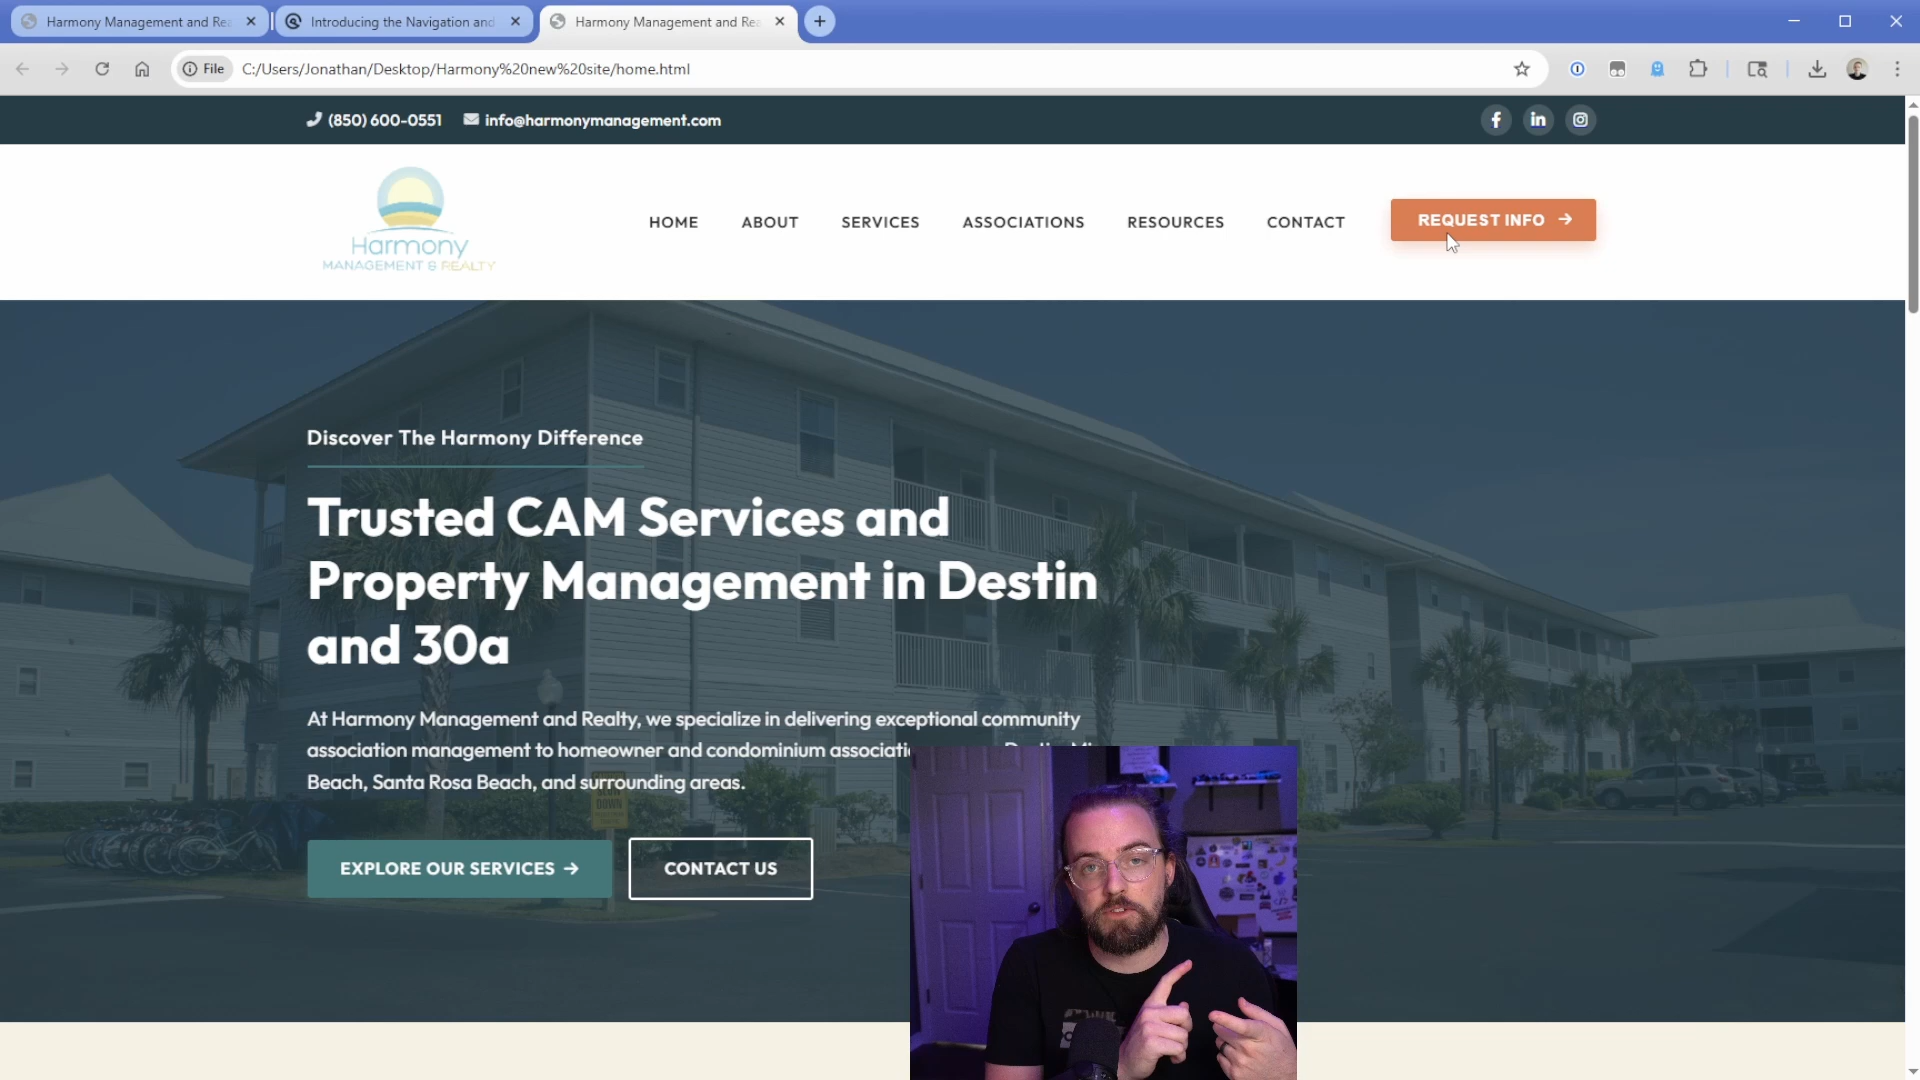 Harmony Management and Rea
Introducing the Navigation and
Harmony Management and Rea
File
C:/Users/Jonathan/Desktop/Harmony%20new%20site/home.html
(850) 600-0551
info@harmonymanagement.com
Harmony
MANAGEMENT & REALTY
HOME
ABOUT
SERVICES
ASSOCIATIONS
RESOURCES
CONTACT
REQUEST INFO
Discover The Harmony Difference
Trusted CAM Services and
Property Management in Destin
and 30a
At Harmony Management and Realty, we specialize in delivering exceptional community
association management to homeowner and condominium
Beach, Santa Rosa Beach, and surrounding areas.
EXPLORE OUR SERVICES
CONTACT US